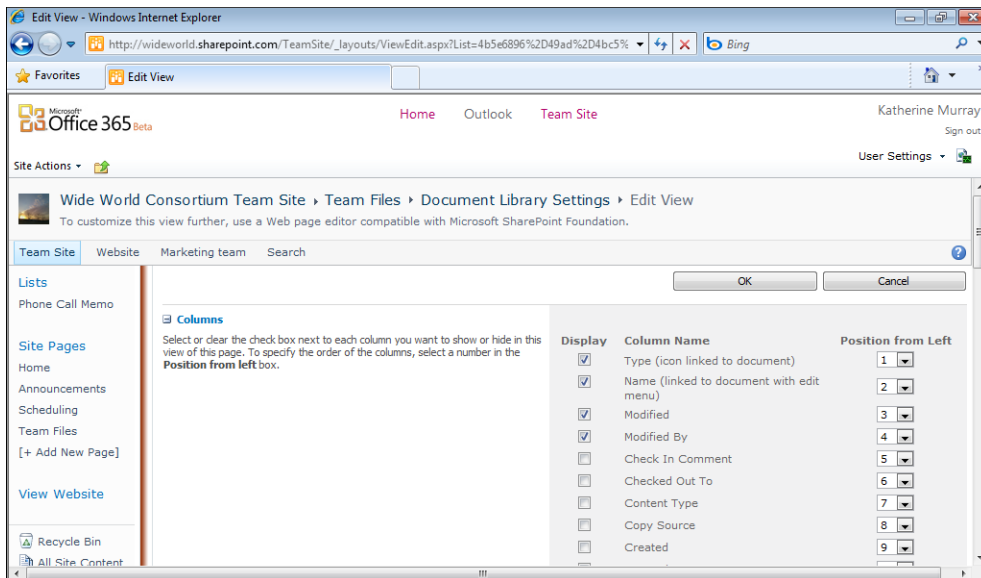 Edit View - Windows Internet Explorer
http://wideworld.sharepoint.com/TeamSite/_layouts/ViewEdit.aspx?List=4b5e6896%2D49ad%2D4bc5%
Bing
Favorites
Edit View
Microsoft
Office 365 Beta
Home Outlook Team Site
Katherine Murray
Sign out
Site Actions
User Settings
Wide World Consortium Team Site Team Files Document Library Settings Edit View
To customize this view further, use a Web page editor compatible with Microsoft SharePoint Foundation.
Team Site Website Marketing team Search
Lists
Phone Call Memo
Site Pages
Home
Announcements
Scheduling
Team Files
[+ Add New Page]
View Website
Recycle Bin
All Site Content
OK Cancel
Columns
Select or clear the check box next to each column you want to show or hide in this
view of this page. To specify the order of the columns, select a number in the
Position from left box.
Display Column Name Position from Left
Type (icon linked to document) 1
Name (linked to document with edit
menu) 2
Modified 3
Modified By 4
Check In Comment 5
Checked Out To 6
Content Type 7
Copy Source 8
Created 9